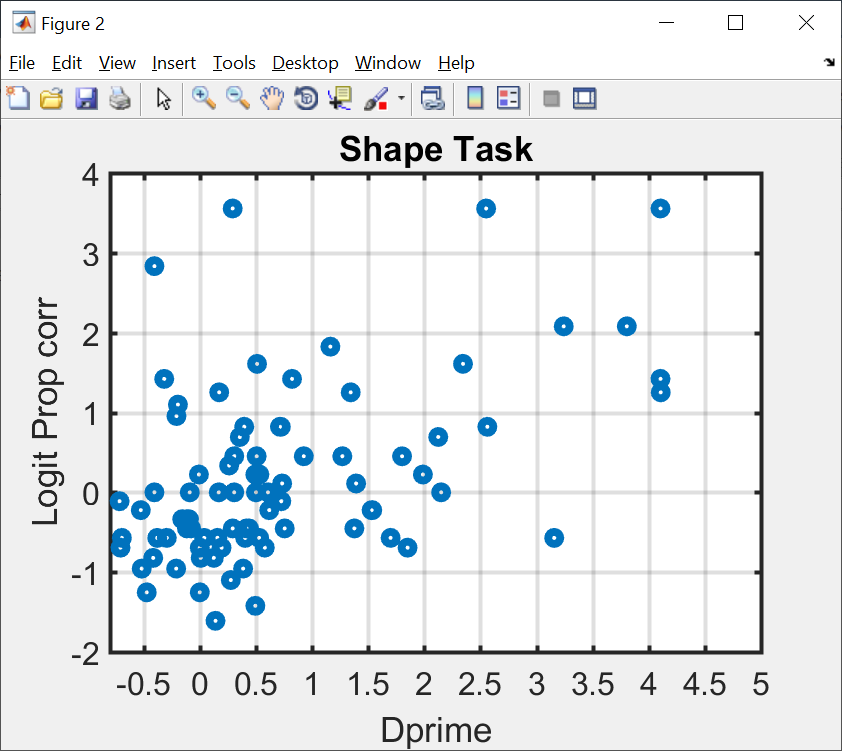 Figure 2
File Edit View Insert Tools Desktop Window Help
Shape Task
4
3
2
1
0
-1
-2
Logit Prop corr
-0.5 0 0.5 1 1.5 2 2.5 3 3.5 4 4.5 5
Dprime